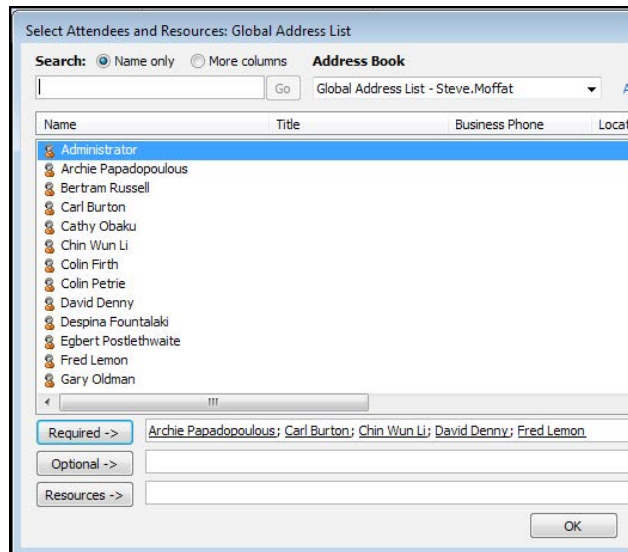 Select Attendees and Resources: Global Address List
Search: Name only More columns Address Book
Go Global Address List - Steve.Moffat
Name Title Business Phone
Administrator
Archie Papadopoulous
Bertram Russell
Carl Burton
Cathy Obaku
Chin Wun Li
Colin Firth
Colin Petrie
David Denny
Despina Fountalaki
Egbert Postlethwaite
Fred Lemon
Gary Oldman
Required -> Archie Papadopoulous; Carl Burton; Chin Wun Li; David Denny; Fred Lemon
Optional ->
Resources ->
OK